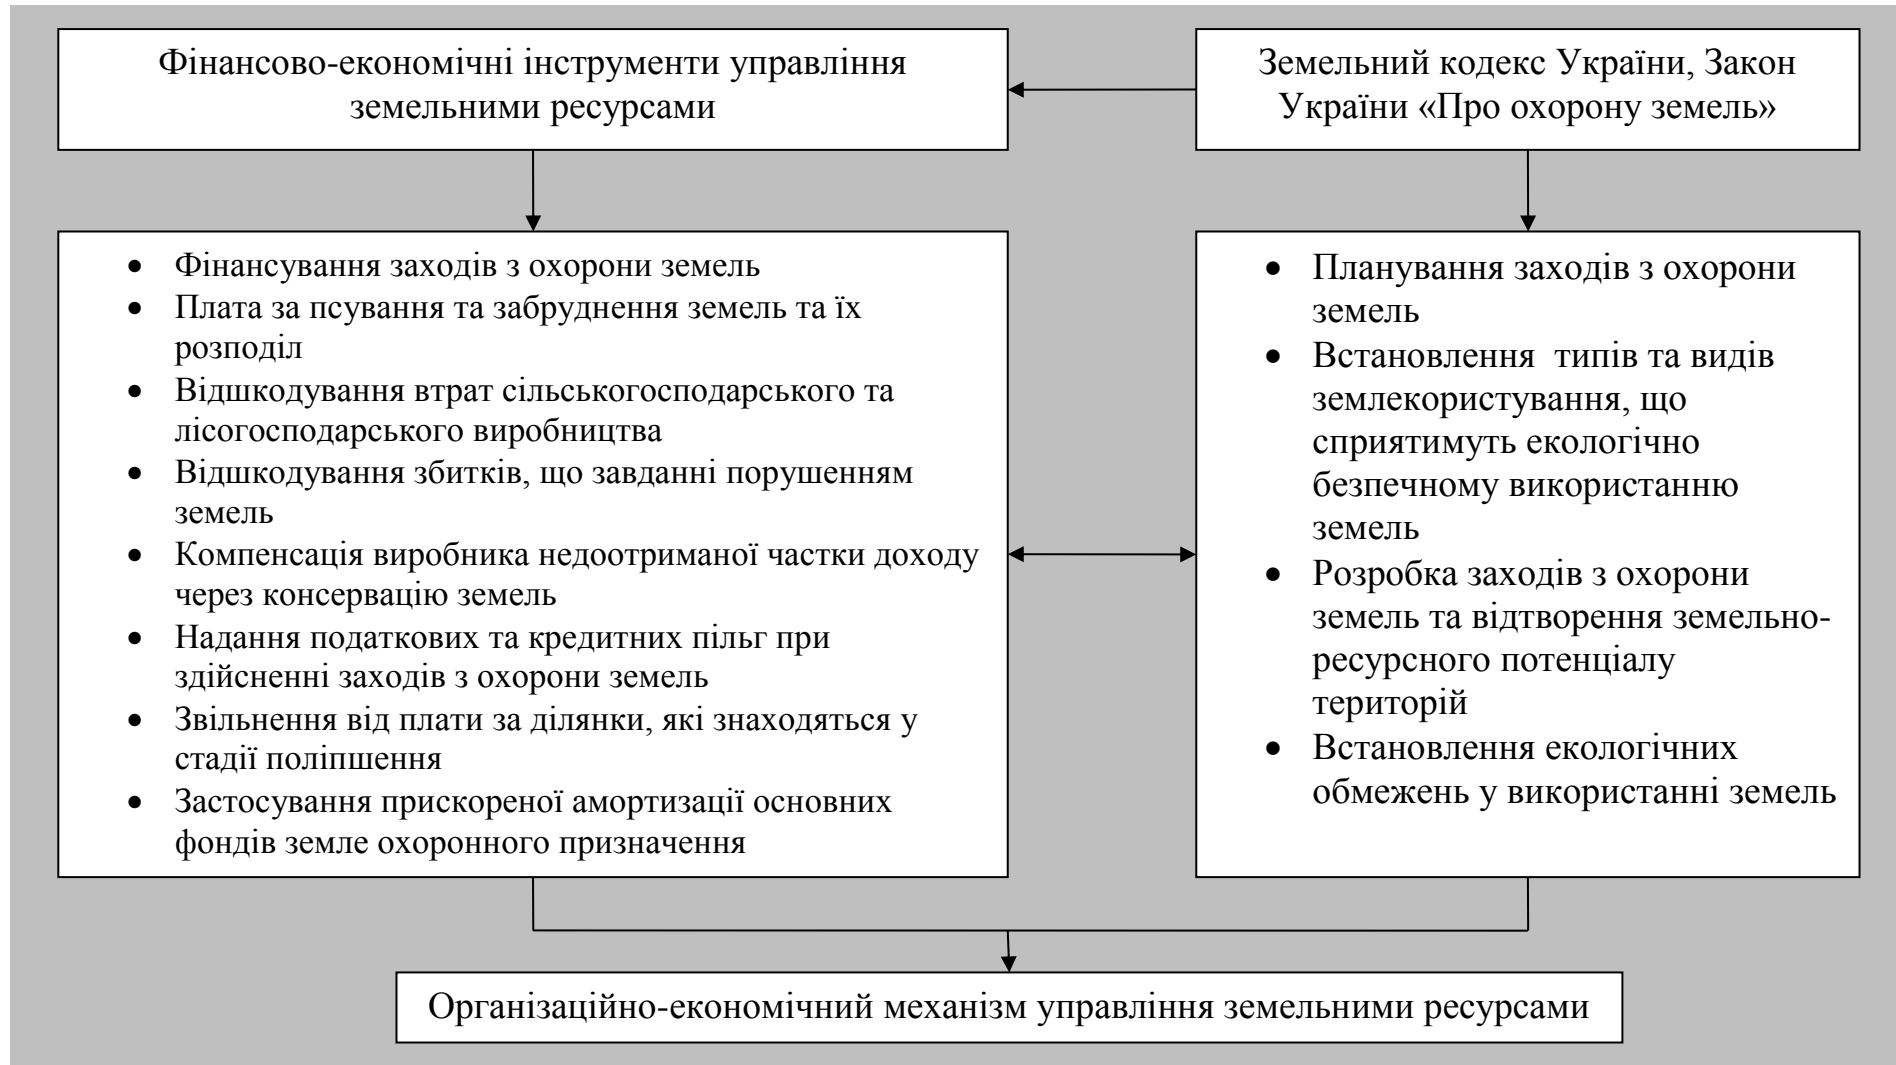 Фінансово-економічні інструменти управління
земельними ресурсами
Земельний кодекс України, Закон
України «Про охорону земель»
• Фінансування заходів з охорони земель
• Плата за псування та забруднення земель та їх
розподіл
• Відшкодування втрат сільськогосподарського та
лісогосподарського виробництва
• Відшкодування збитків, що завданні порушенням
земель
• Компенсація виробника недоотриманої частки доходу
через консервацію земель
• Надання податкових та кредитних пільг при
здійсненні заходів з охорони земель
• Звільнення від плати за ділянки, які знаходяться у
стадії поліпшення
• Застосування прискореної амортизації основних
фондів земле охоронного призначення
• Планування заходів з охорони
земель
• Встановлення  типів та видів
землекористування, що
сприятимуть екологічно
безпечному використанню
земель
• Розробка заходів з охорони
земель та відтворення земельно-
ресурсного потенціалу
територій
• Встановлення екологічних
обмежень у використанні земель
Організаційно-економічний механізм управління земельними ресурсами